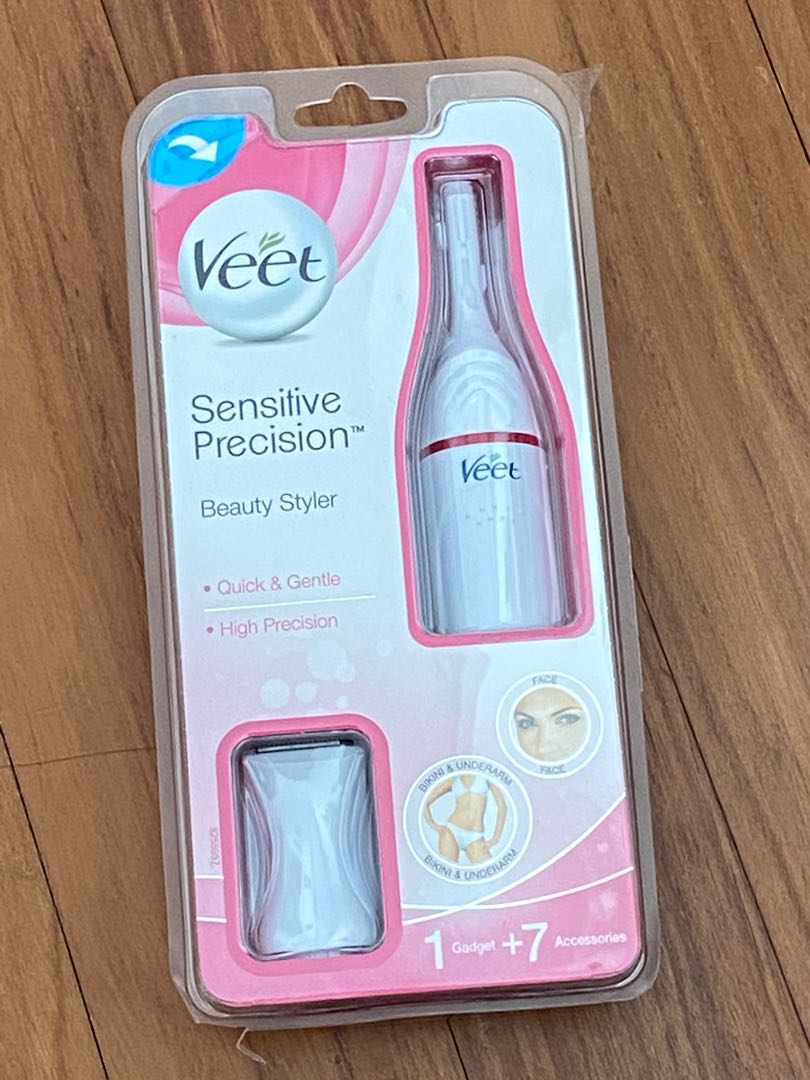 Veet
Sensitive
Precision™
Beauty Styler
• Quick & Gentle
• High Precision
Veet
FACE
FACE
BIKINI & UNDERARM
BIKINI & UNDERARM
1 Gadget +7 Accessories